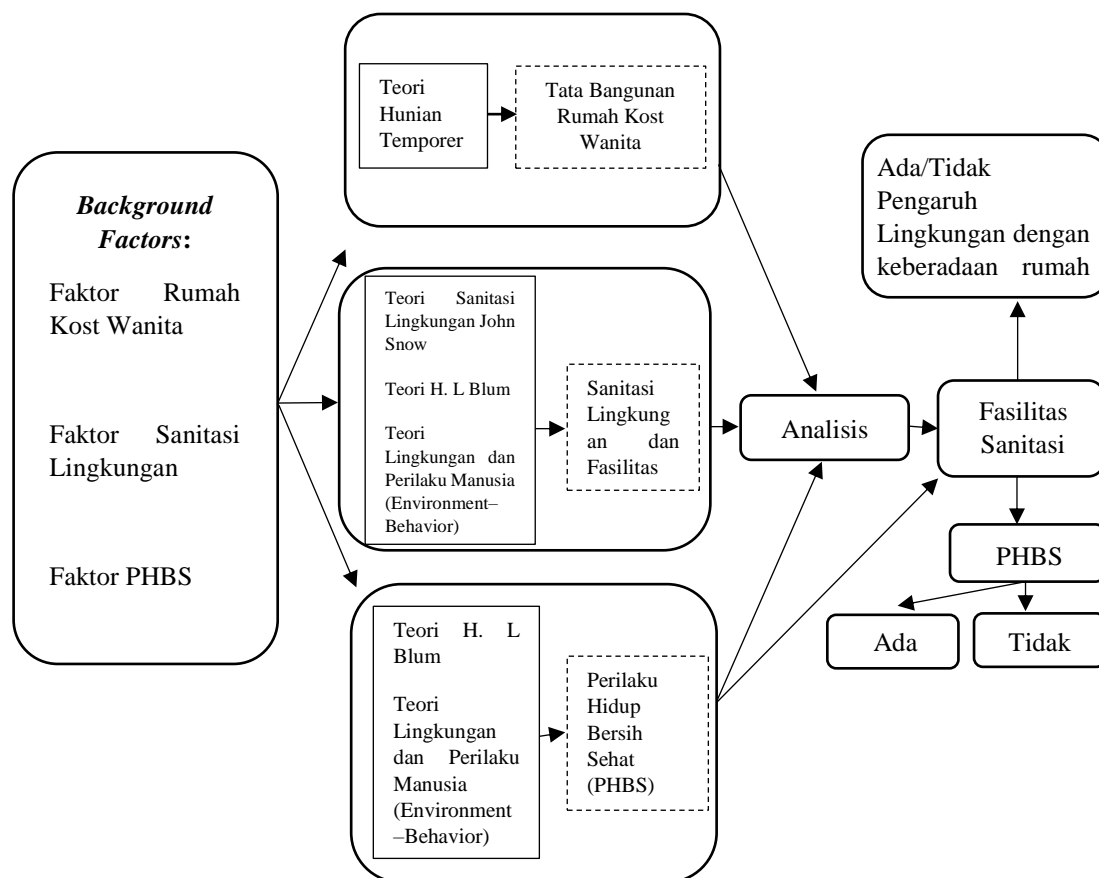 Background
Factors:
Faktor Rumah
Kost Wanita
Faktor Sanitasi
Lingkungan
Faktor PHBS
Teori
Hunian
Temporer
Tata Bangunan
Rumah Kost
Wanita
Teori Sanitasi
Lingkungan John
Snow
Teori H. L Blum
Teori
Lingkungan dan
Perilaku Manusia
(Environment–
Behavior)
Sanitasi
Lingkung
an dan
Fasilitas
Teori H. L
Blum
Teori
Lingkungan
dan Perilaku
Manusia
(Environment
–Behavior)
Perilaku
Hidup
Bersih
Sehat
(PHBS)
Analisis
Ada/Tidak
Pengaruh
Lingkungan dengan
keberadaan rumah
Fasilitas
Sanitasi
PHBS
Ada
Tidak